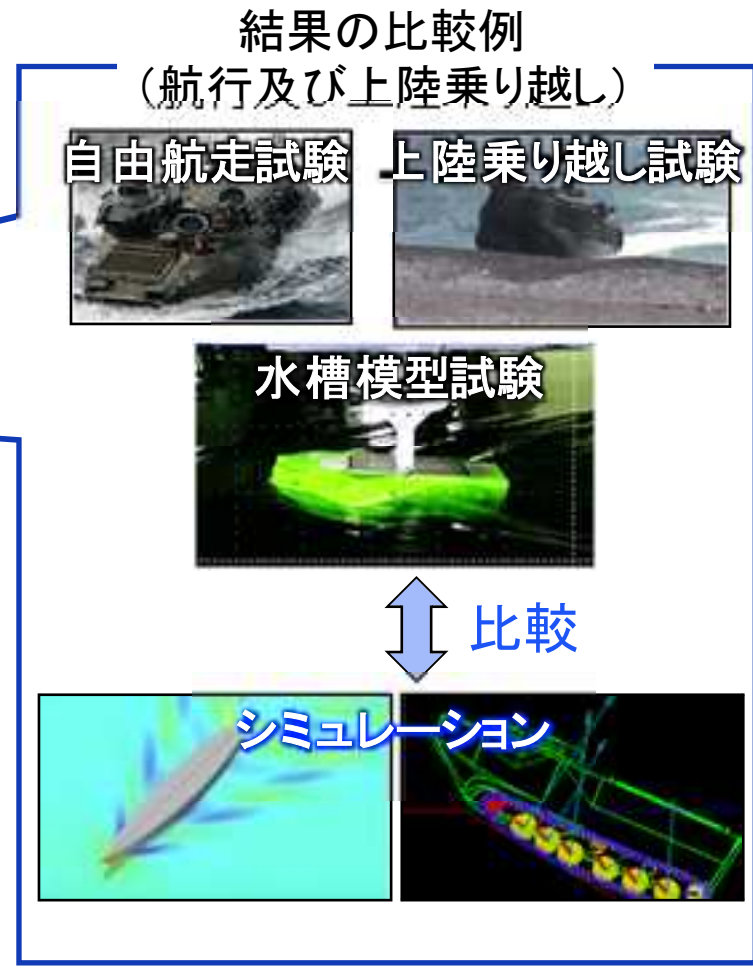 結果の比較例
（航行及び上陸乗り越し）
自由航走試験
上陸乗り越し試験
水槽模型試験
比較
シミュレーション